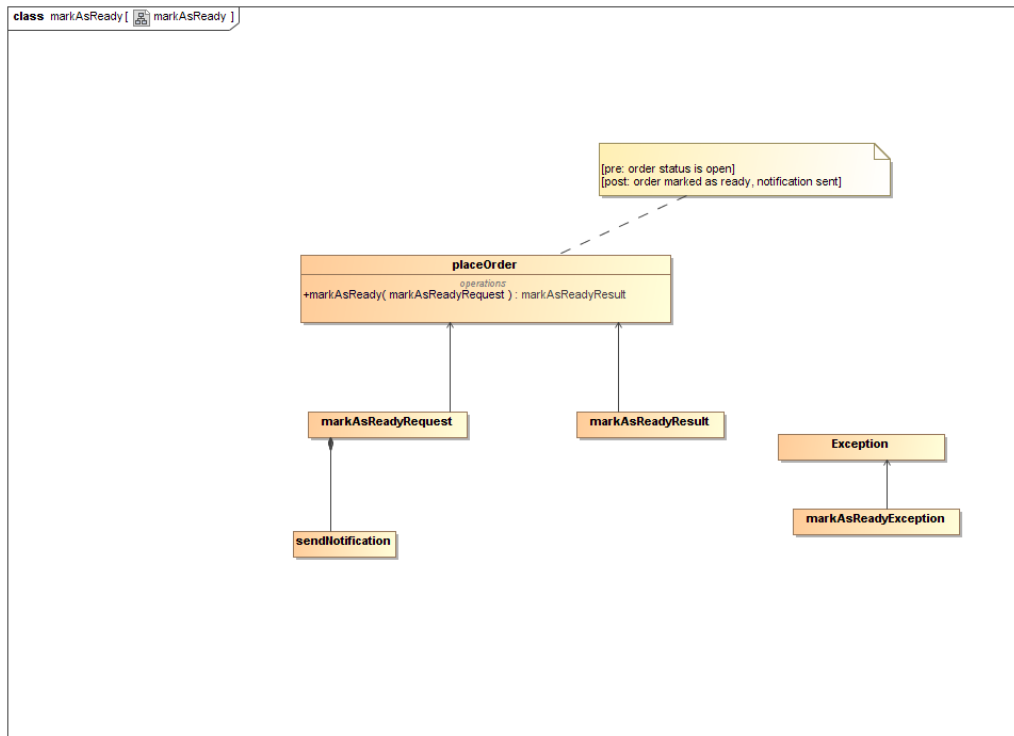 class markAsReady[ markAsReady ]
[pre: order status is open]
[post: order marked as ready, notification sent]
placeOrder
operations
+markAsReady( markAsReadyRequest ) : markAsReadyResult
markAsReadyRequest
markAsReadyResult
Exception
markAsReadyException
sendNotification